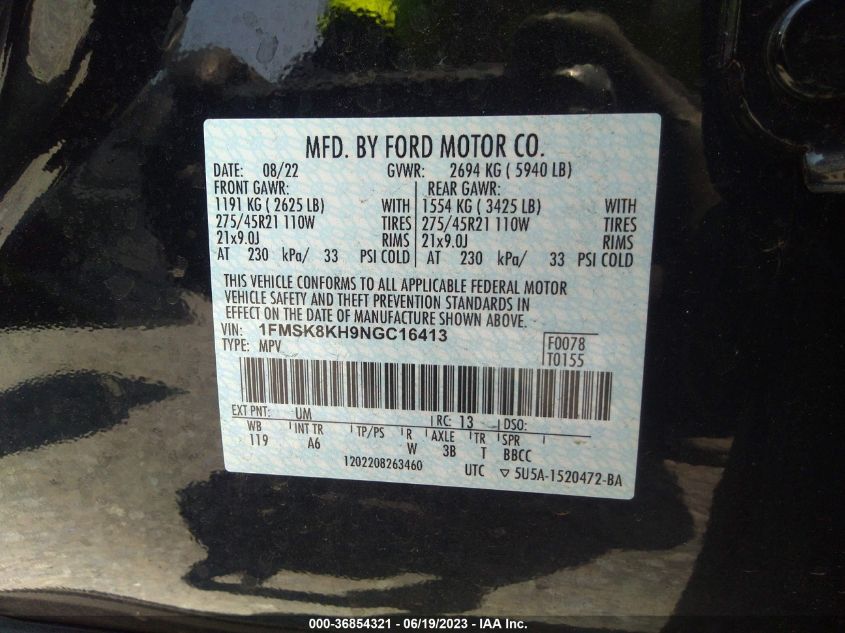 MFD. BY FORD MOTOR CO.
DATE: 08/22 GVWR: 2694 KG ( 5940 LB)
FRONT GAWR: REAR GAWR:
1191 KG ( 2625 LB) WITH 1554 KG ( 3425 LB) WITH
275/45R21 110W TIRES 275/45R21 110W TIRES
21x9.0J RIMS 21x9.0J RIMS
AT 230 kPa/ 33 PSI COLD AT 230 kPa/ 33 PSI COLD
THIS VEHICLE CONFORMS TO ALL APPLICABLE FEDERAL MOTOR
VEHICLE SAFETY AND THEFT PREVENTION STANDARDS IN
EFFECT ON THE DATE OF MANUFACTURE SHOWN ABOVE.
VIN: 1FMSK8KH9NGC16413
TYPE: MPV F0078
T0155
EXT PNT: UM RC: 13 DSO:
WB INT TR TP/PS R AXLE TR SPR
119 A6 W 3B T BBCC
1202208263460 UTC ▽ 5U5A-1520472-BA
000-36854321 - 06/19/2023 - IAA Inc.